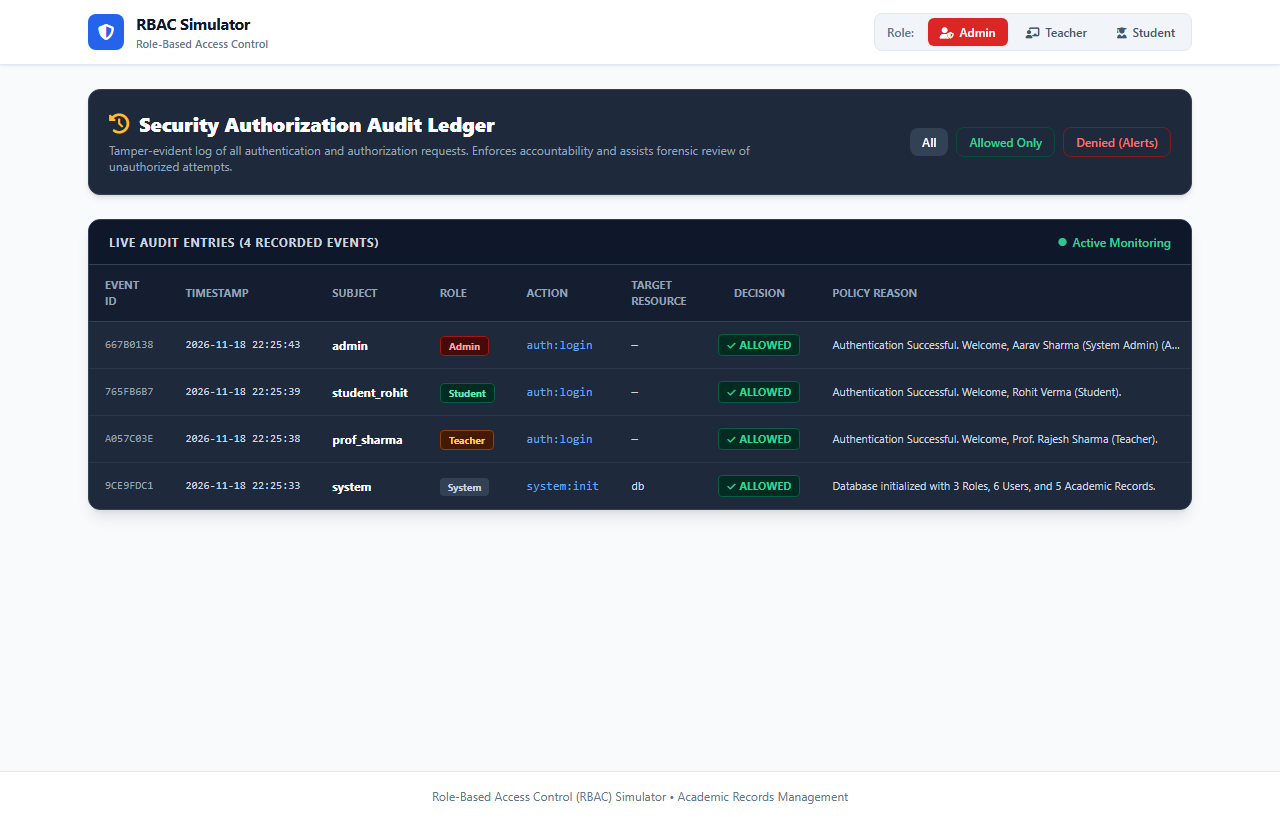 RBAC Simulator
Role-Based Access Control
Role: Admin Teacher Student
Security Authorization Audit Ledger
Tamper-evident log of all authentication and authorization requests. Enforces accountability and assists forensic review of
unauthorized attempts.
All Allowed Only Denied (Alerts)
LIVE AUDIT ENTRIES (4 RECORDED EVENTS) Active Monitoring
EVENT ID TIMESTAMP SUBJECT ROLE ACTION TARGET RESOURCE DECISION POLICY REASON
667B0138 2026-11-18 22:25:43 admin Admin auth:login — ✓ ALLOWED Authentication Successful. Welcome, Aarav Sharma (System Admin) (A...
765FB6B7 2026-11-18 22:25:39 student_rohit Student auth:login — ✓ ALLOWED Authentication Successful. Welcome, Rohit Verma (Student).
A057C03E 2026-11-18 22:25:38 prof_sharma Teacher auth:login — ✓ ALLOWED Authentication Successful. Welcome, Prof. Rajesh Sharma (Teacher).
9CE9FDC1 2026-11-18 22:25:33 system System system:init db ✓ ALLOWED Database initialized with 3 Roles, 6 Users, and 5 Academic Records.
Role-Based Access Control (RBAC) Simulator • Academic Records Management